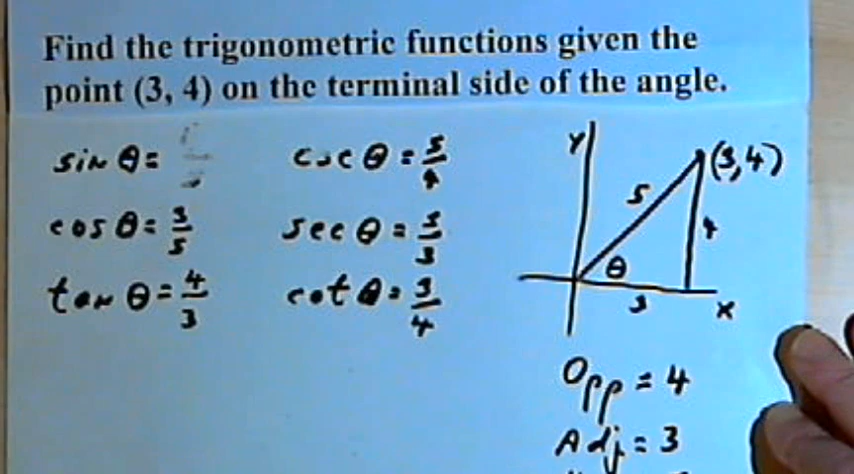 Find the trigonometric functions given the
point (3, 4) on the terminal side of the angle.
sin θ =
csc θ = 5/4
cos θ = 3/5
sec θ = 5/3
tan θ = 4/3
cot θ = 3/4
Y
(3,4)
5
4
θ
3
x
Opp = 4
Adj = 3